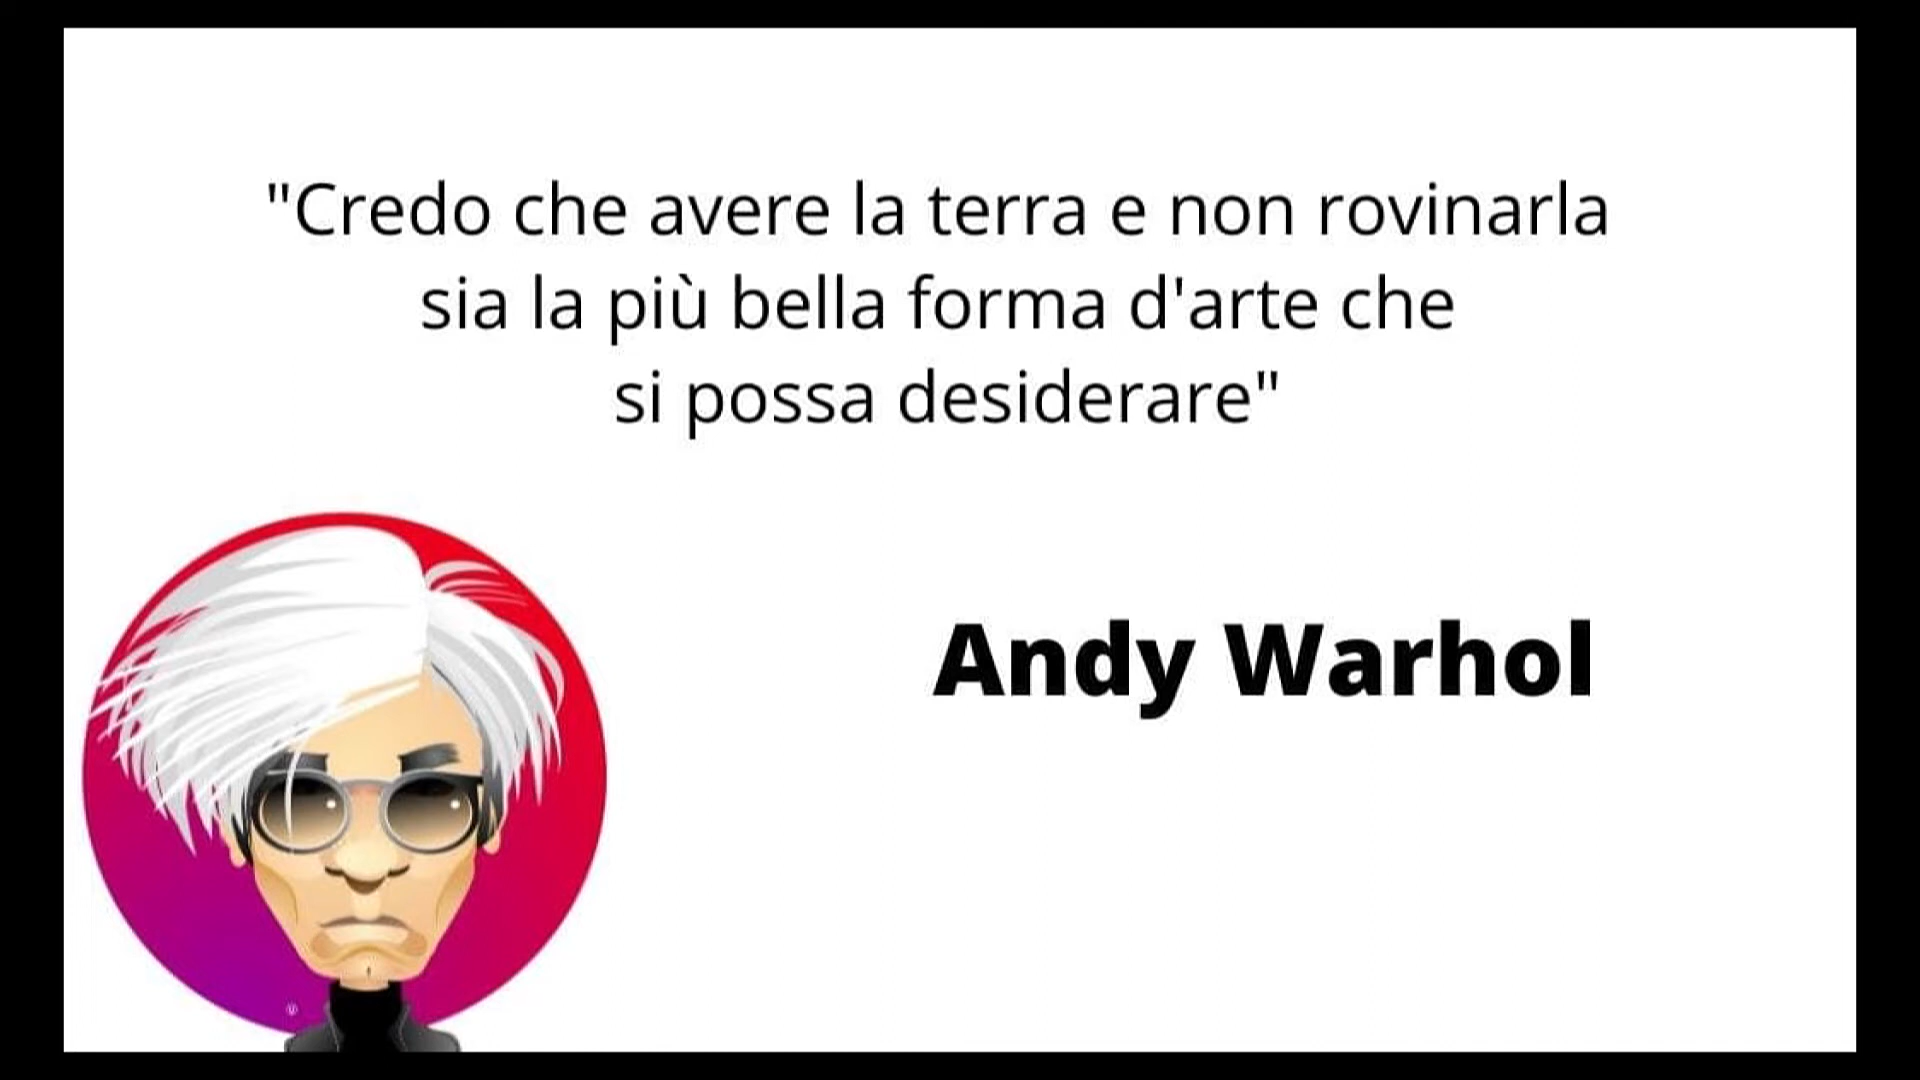 "Credo che avere la terra e non rovinarla
sia la più bella forma d'arte che
si possa desiderare"
Andy Warhol